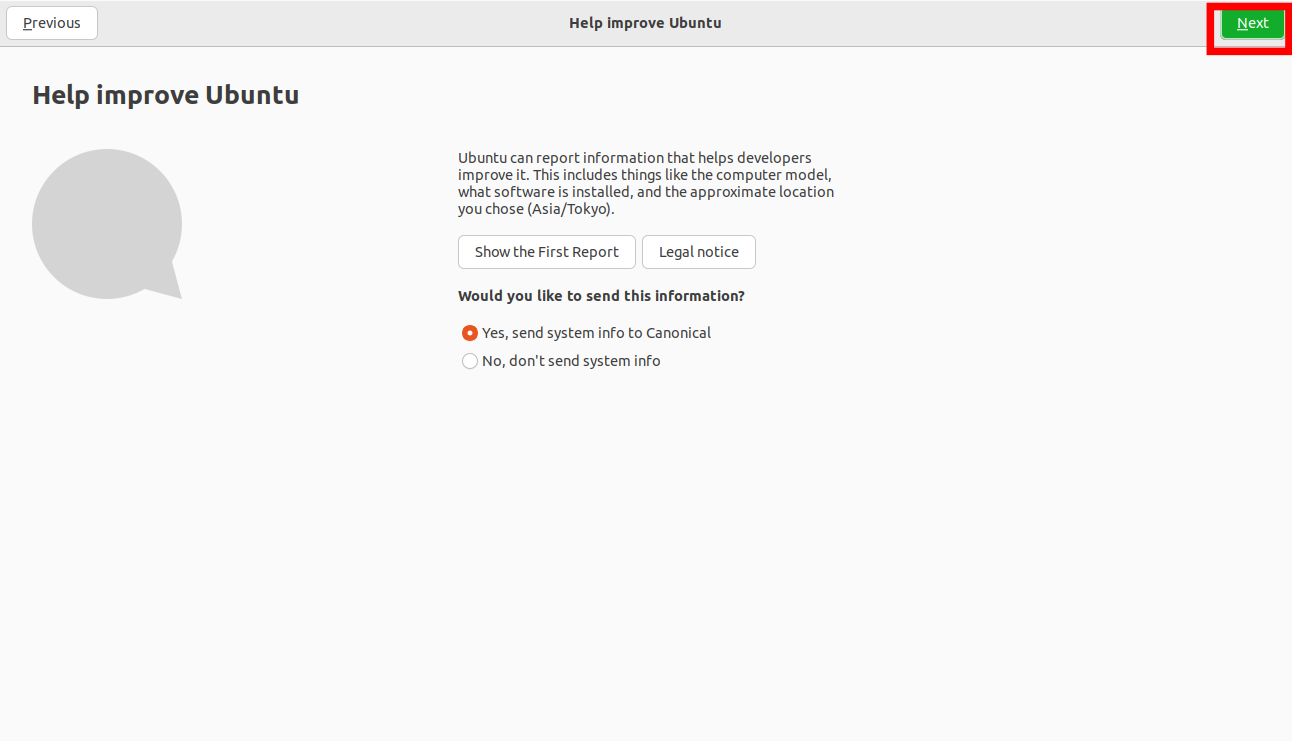 Previous
Help improve Ubuntu
Next
Help improve Ubuntu
Ubuntu can report information that helps developers
improve it. This includes things like the computer model,
what software is installed, and the approximate location
you chose (Asia/Tokyo).
Show the First Report
Legal notice
Would you like to send this information?
Yes, send system info to Canonical
No, don't send system info